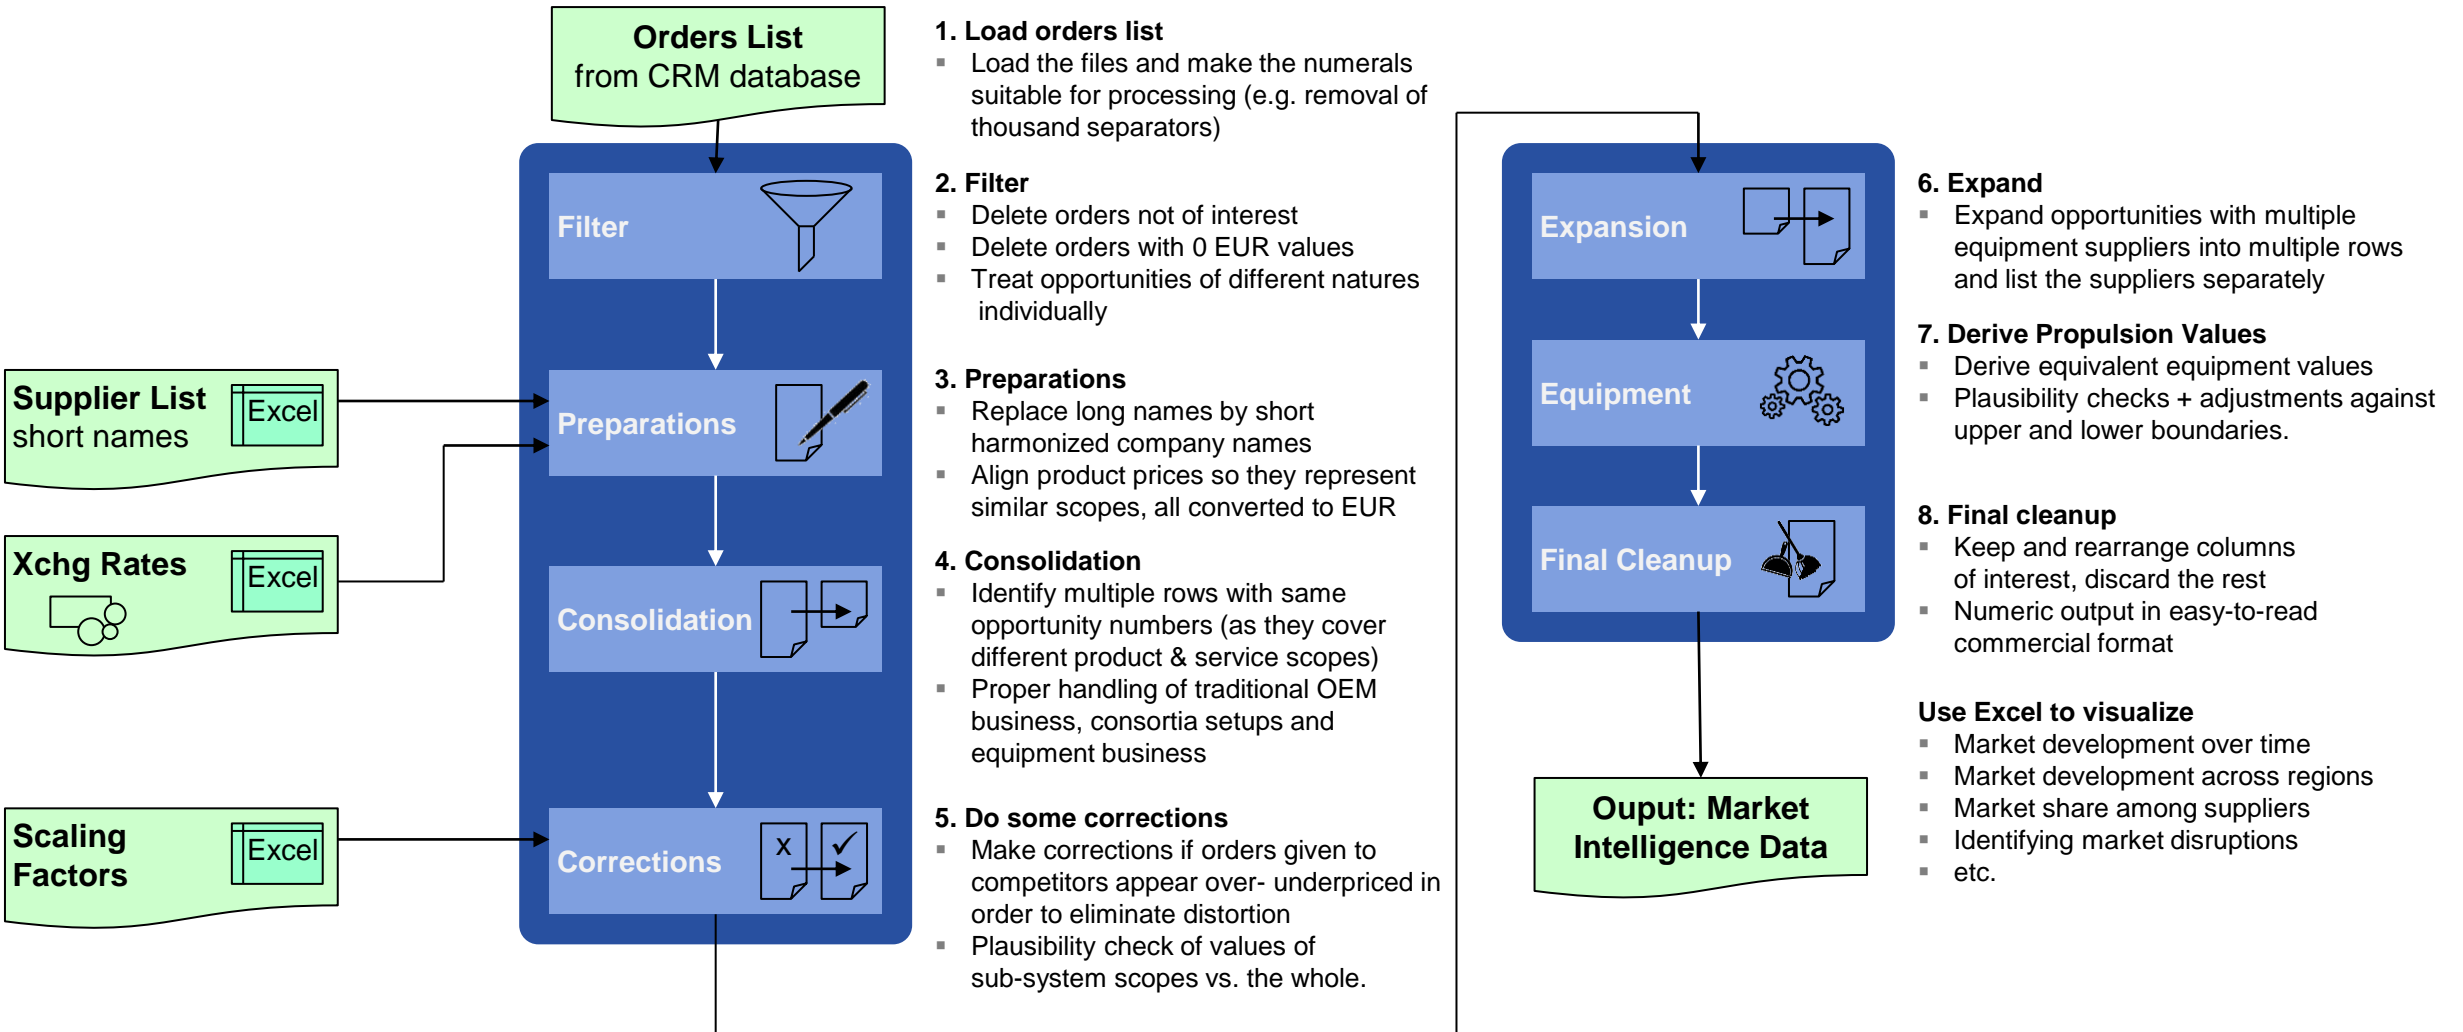 Orders List
from CRM database
Filter
Preparations
Consolidation
Corrections
Supplier List
short names
Excel
Xchg Rates
Excel
Scaling
Factors
Excel
X
1. Load orders list
Load the files and make the numerals
suitable for processing (e.g. removal of
thousand separators)
2. Filter
Delete orders not of interest
Delete orders with 0 EUR values
Treat opportunities of different natures
individually
3. Preparations
Replace long names by short
harmonized company names
Align product prices so they represent
similar scopes, all converted to EUR
4. Consolidation
Identify multiple rows with same
opportunity numbers (as they cover
different product & service scopes)
Proper handling of traditional OEM
business, consortia setups and
equipment business
5. Do some corrections
Make corrections if orders given to
competitors appear over- underpriced in
order to eliminate distortion
Plausibility check of values of
sub-system scopes vs. the whole.
Expansion
Equipment
Final Cleanup
Ouput: Market
Intelligence Data
6. Expand
Expand opportunities with multiple
equipment suppliers into multiple rows
and list the suppliers separately
7. Derive Propulsion Values
Derive equivalent equipment values
Plausibility checks + adjustments against
upper and lower boundaries.
8. Final cleanup
Keep and rearrange columns
of interest, discard the rest
Numeric output in easy-to-read
commercial format
Use Excel to visualize
Market development over time
Market development across regions
Market share among suppliers
Identifying market disruptions
etc.